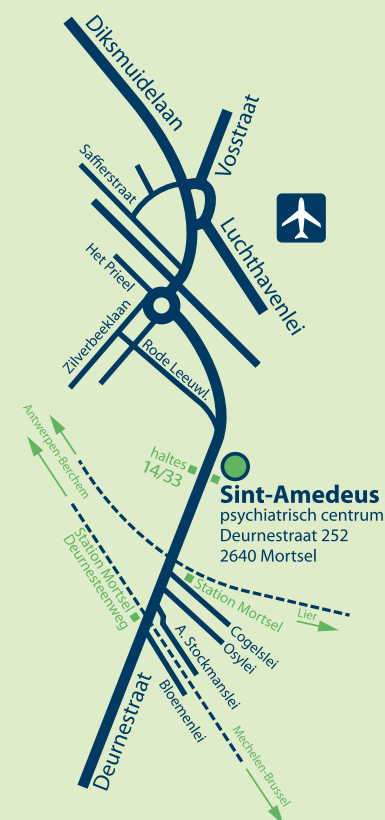 Diksmuidelaan
Vosstraat
Saffierstraat
Luchthavenlei
Het Prieel
Zilverbeeklaan
Rode Leeuwl.
Antwerpen-Berchem
haltes
14/33
Sint-Amedeus
psychiatrisch centrum
Deurnestraat 252
2640 Mortsel
Station Mortsel
Deurnesteenweg
Station Mortsel
Lier
Cogelslei
Osylei
A. Stockmanslei
Bloemenlei
Deurnestraat
Mechelen-Brussel